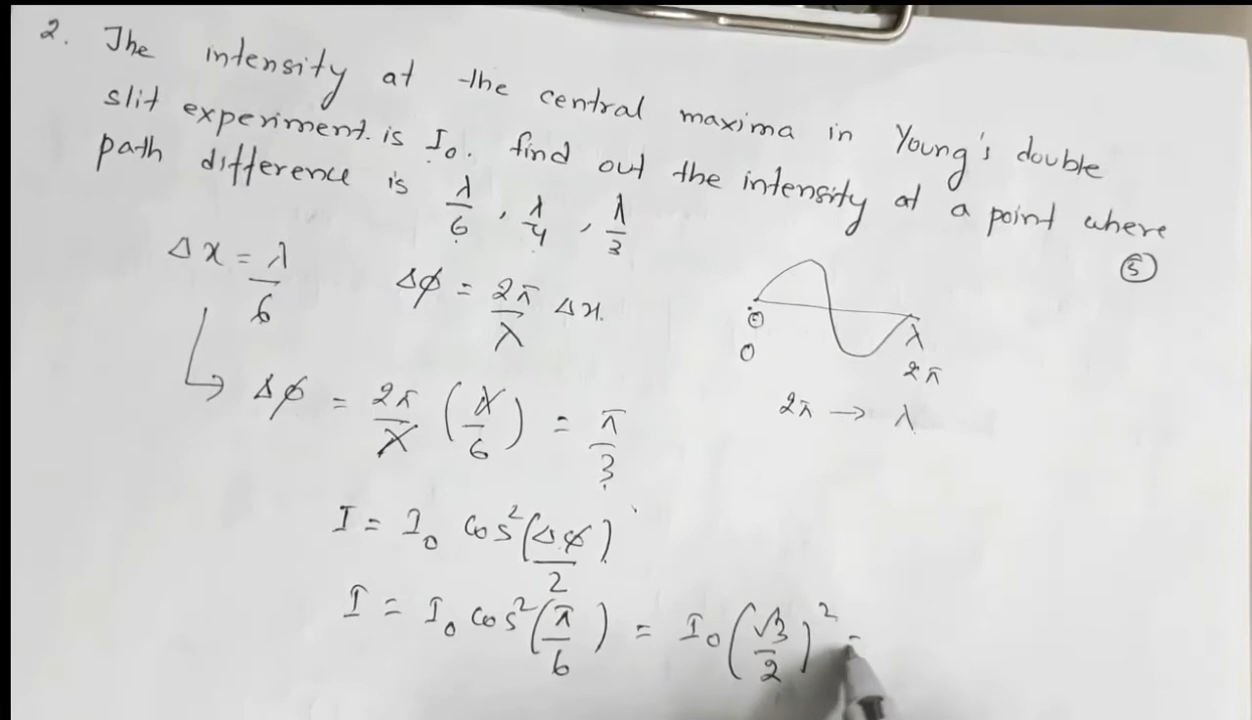 2. The intensity at the central maxima in Young's double
slit experiment is I₀. find out the intensity at a point where
path difference is λ/6, λ/4, λ/3
⑤
Δx = λ/6
Δφ = 2π/λ Δx.
0
0
λ
2π
2π → λ
Δφ = 2π/λ (λ/6) = π/3
I = I₀ cos²(Δφ/2)
I = I₀ cos²(π/6) = I₀ (√3/2)² =